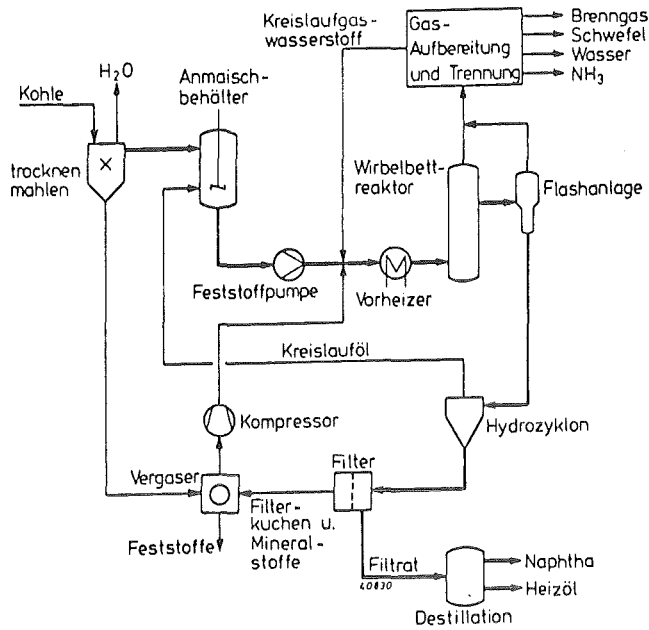 Kreislaufgas-
wasserstoff
Gas-
Aufbereitung
und Trennung
Brenngas
Schwefel
Wasser
NH₃
H₂O
Anmaisch-
behälter
Kohle
trocknen
mahlen
Wirbelbett-
reaktor
Flashanlage
Feststoffpumpe
Vorheizer
Kreislauföl
Kompressor
Hydrozyklon
Vergaser
Filter
Filter-
kuchen u.
Mineral-
stoffe
Feststoffe
Filtrat
40830
Naphtha
Heizöl
Destillation